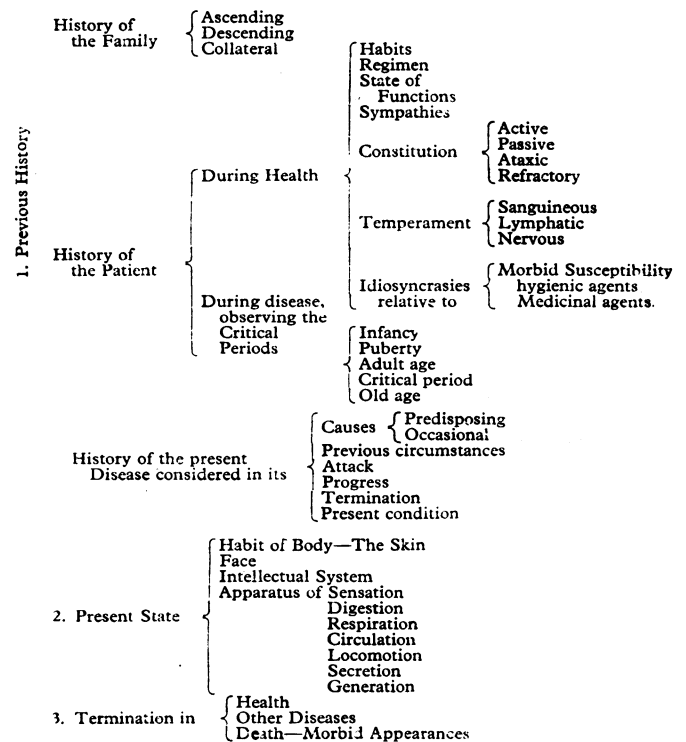 1. Previous History
History of
the Family
Ascending
Descending
Collateral
History of
the Patient
During Health
Habits
Regimen
State of
Functions
Sympathies
Constitution
Active
Passive
Ataxic
Refractory
Temperament
Sanguineous
Lymphatic
Nervous
Idiosyncrasies
relative to
Morbid Susceptibility
hygienic agents
Medicinal agents.
During disease,
observing the
Critical
Periods
Infancy
Puberty
Adult age
Critical period
Old age
History of the present
Disease considered in its
Causes
Predisposing
Occasional
Previous circumstances
Attack
Progress
Termination
Present condition
2. Present State
Habit of Body—The Skin
Face
Intellectual System
Apparatus of Sensation
Digestion
Respiration
Circulation
Locomotion
Secretion
Generation
3. Termination in
Health
Other Diseases
Death—Morbid Appearances